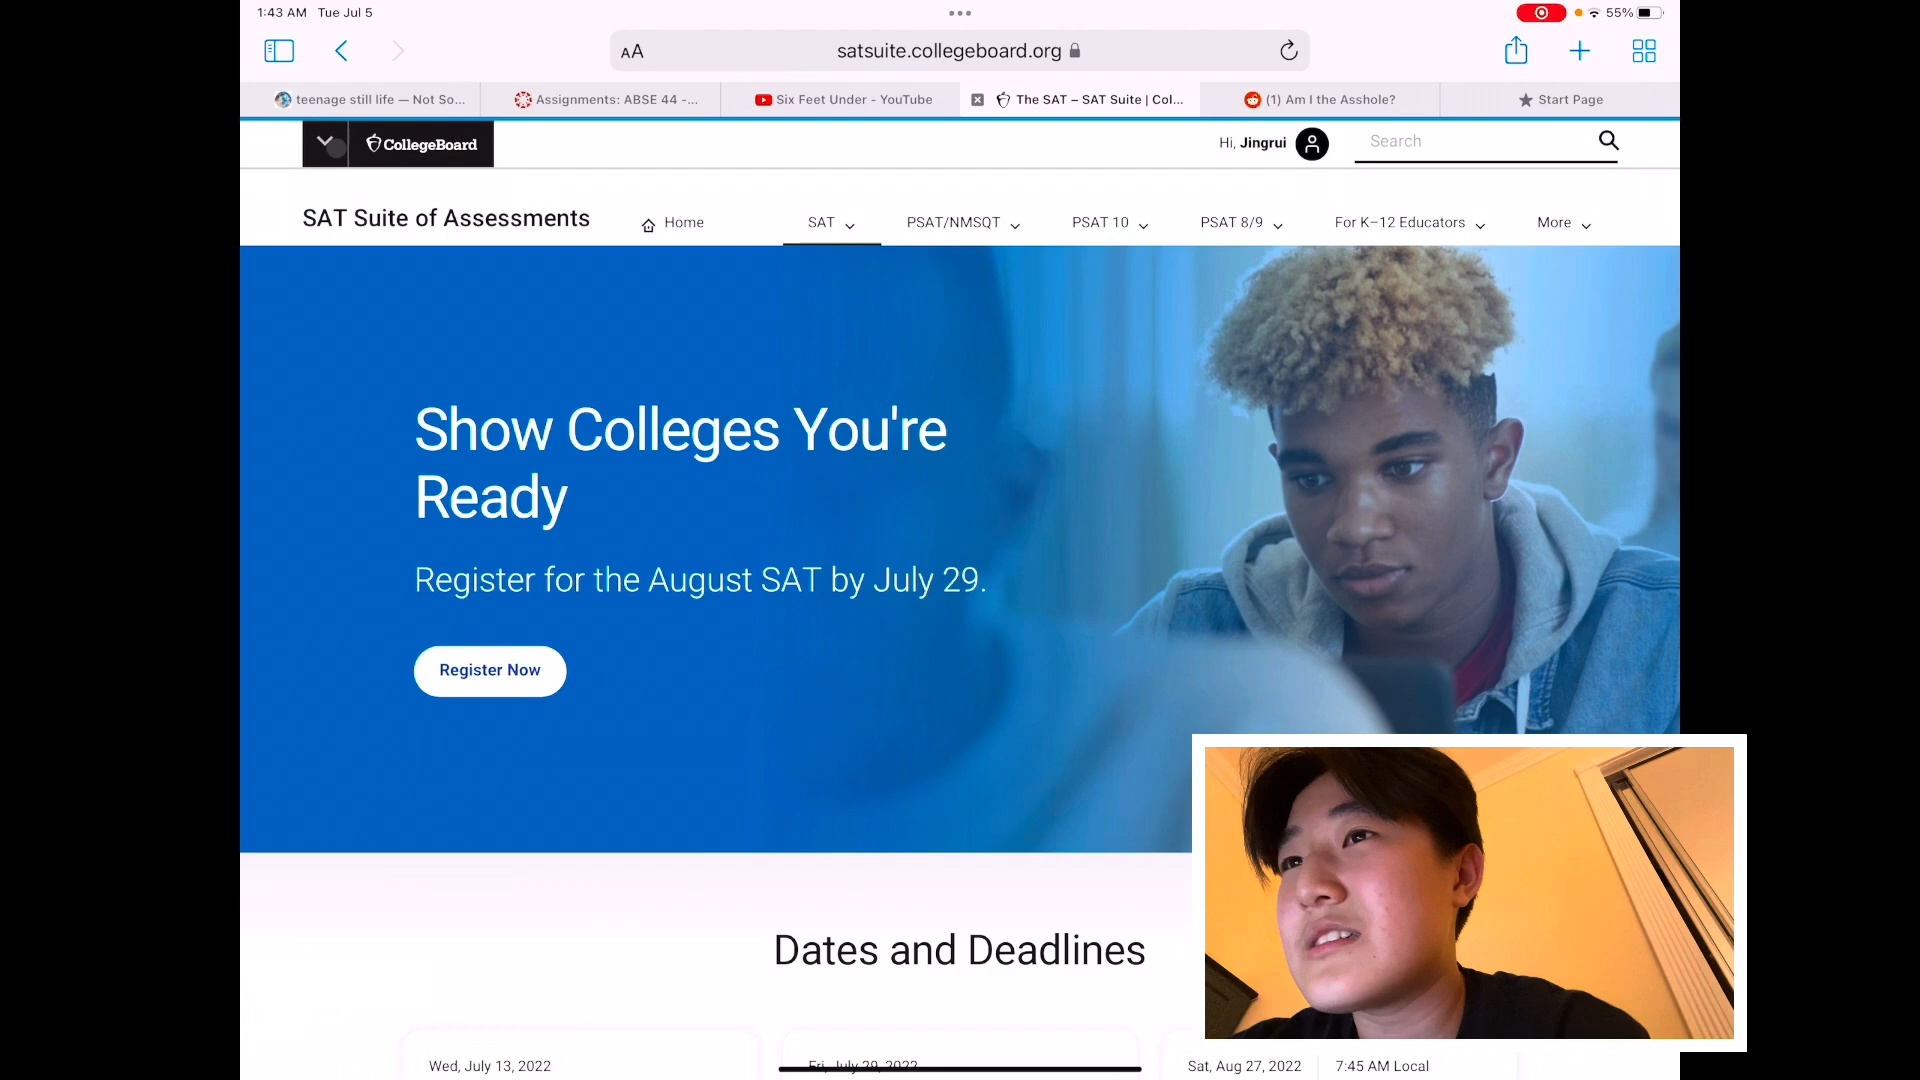 1:43 AM Tue Jul 5
55%
AA
satsuite.collegeboard.org
teenage still life — Not So...
Assignments: ABSE 44 -...
Six Feet Under - YouTube
The SAT – SAT Suite | Col...
(1) Am I the Asshole?
Start Page
CollegeBoard
Hi, Jingrui
Search
SAT Suite of Assessments
Home
SAT
PSAT/NMSQT
PSAT 10
PSAT 8/9
For K–12 Educators
More
Show Colleges You're
Ready
Register for the August SAT by July 29.
Register Now
Dates and Deadlines
Wed, July 13, 2022
Fri, July 29, 2022
Sat, Aug 27, 2022
7:45 AM Local